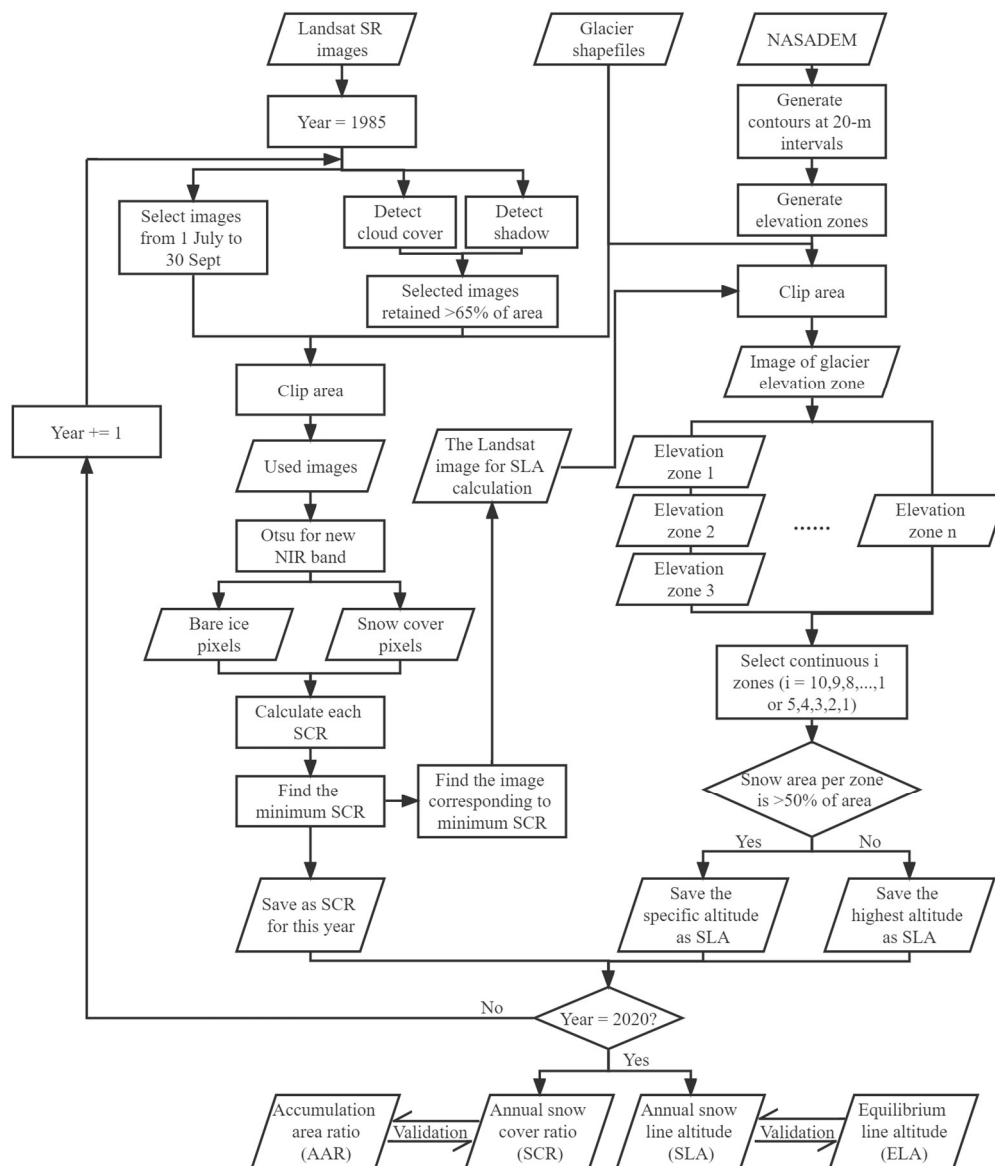 Landsat SR
images
Glacier
shapefiles
NASADEM
Year = 1985
Generate
contours at 20-m
intervals
Select images
from 1 July to
30 Sept
Detect
cloud cover
Detect
shadow
Generate
elevation zones
Selected images
retained >65% of area
Clip area
Clip area
Image of glacier
elevation zone
Year += 1
Used images
The Landsat
image for SLA
calculation
Elevation
zone 1
Elevation
zone 2
Elevation
zone 3
......
Elevation
zone n
Otsu for new
NIR band
Bare ice
pixels
Snow cover
pixels
Select continuous i
zones (i = 10,9,8,...,1
or 5,4,3,2,1)
Calculate each
SCR
Find the
minimum SCR
Find the image
corresponding to
minimum SCR
Snow area per zone
is >50% of area
Yes
No
Save as SCR
for this year
Save the
specific altitude
as SLA
Save the
highest altitude
as SLA
No
Year = 2020?
Yes
Accumulation
area ratio
(AAR)
Validation
Annual snow
cover ratio
(SCR)
Annual snow
line altitude
(SLA)
Validation
Equilibrium
line altitude
(ELA)